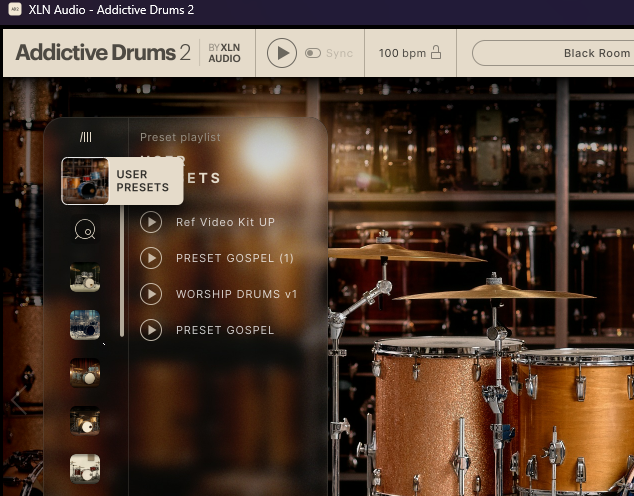 XLN Audio - Addictive Drums 2
Addictive Drums 2
BY XLN
AUDIO
Sync
100 bpm
Black Room
Preset playlist
USER
PRESETS
Ref Video Kit UP
PRESET GOSPEL (1)
WORSHIP DRUMS v1
PRESET GOSPEL